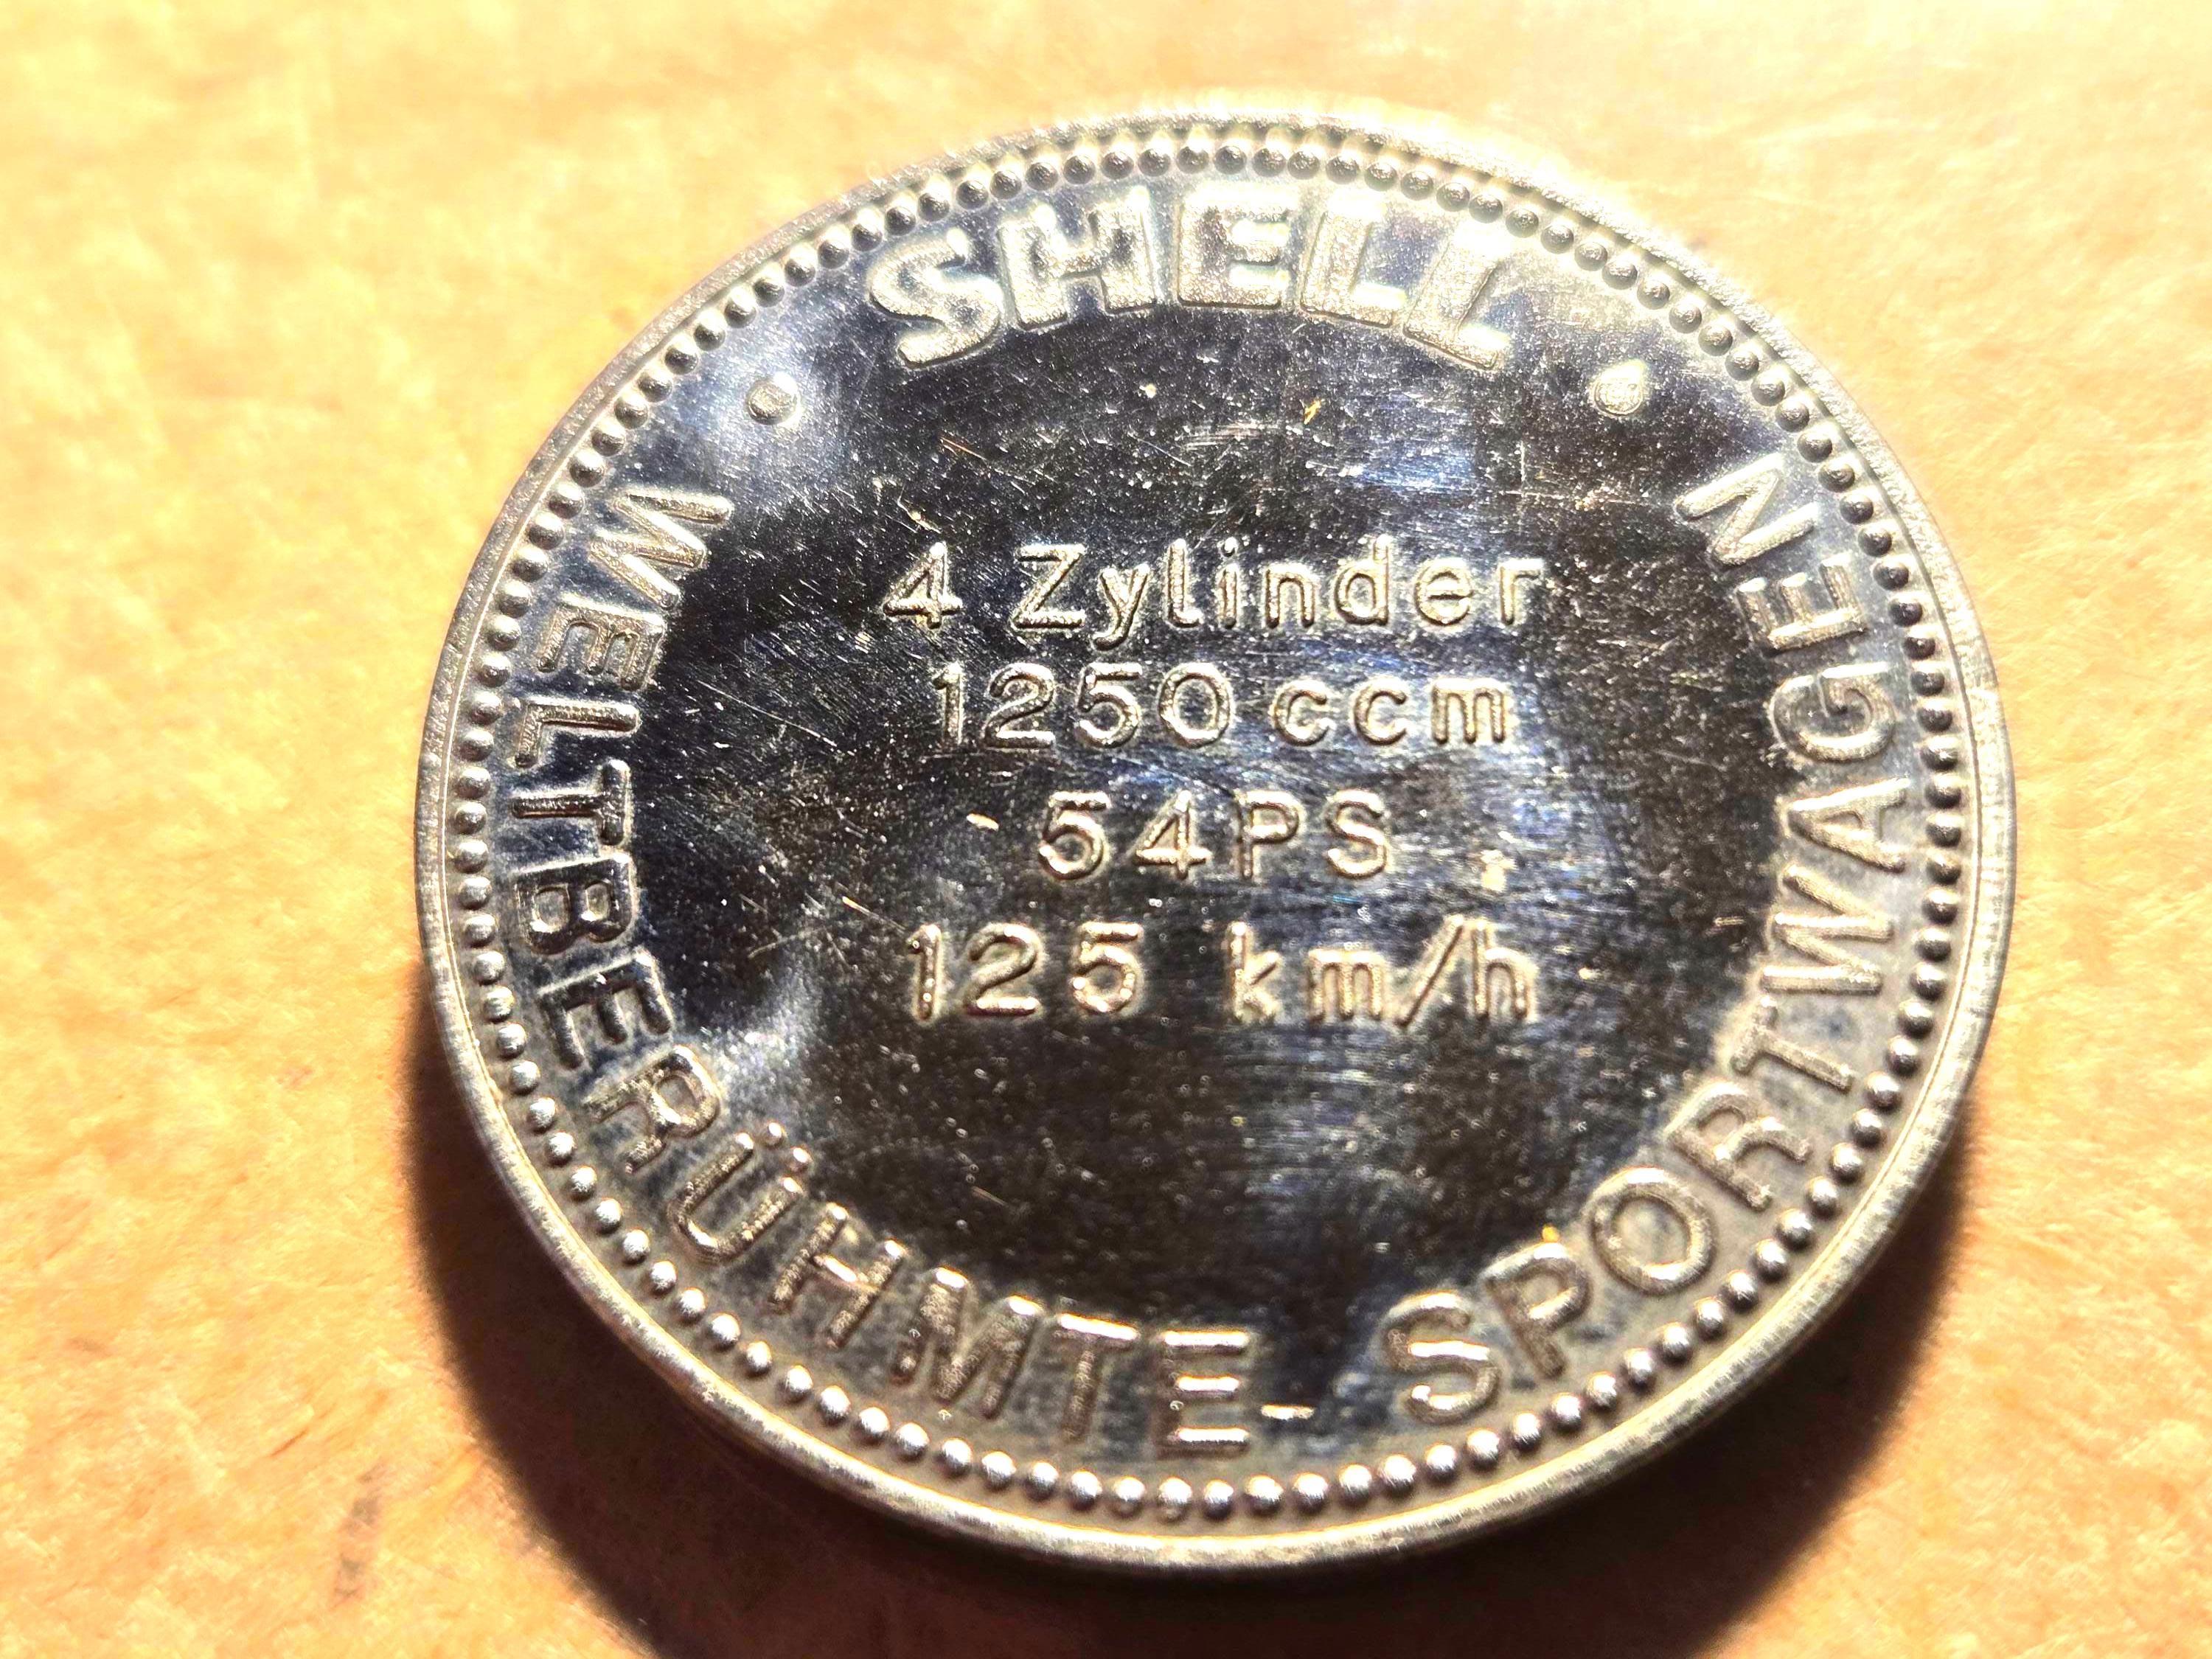 SHELL
4 Zylinder
1250 ccm
54PS
125 km/h
WELTBERÜHMTE-SPORTWAGEN